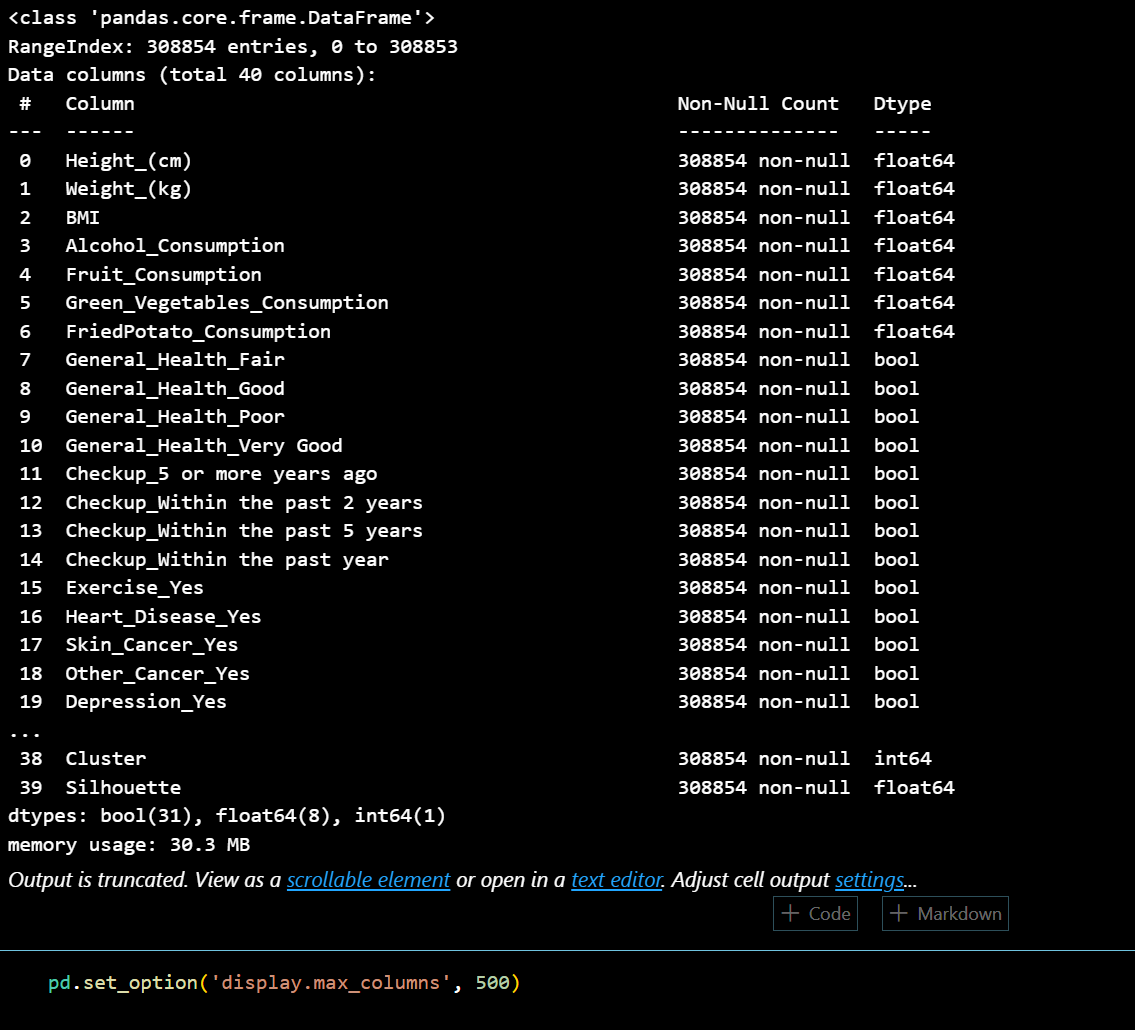 <class 'pandas.core.frame.DataFrame'>
RangeIndex: 308854 entries, 0 to 308853
Data columns (total 40 columns):
 #   Column                                               Non-Null Count   Dtype
---  ------                                               --------------   -----
 0   Height_(cm)                                          308854 non-null  float64
 1   Weight_(kg)                                          308854 non-null  float64
 2   BMI                                                  308854 non-null  float64
 3   Alcohol_Consumption                                  308854 non-null  float64
 4   Fruit_Consumption                                    308854 non-null  float64
 5   Green_Vegetables_Consumption                         308854 non-null  float64
 6   FriedPotato_Consumption                              308854 non-null  float64
 7   General_Health_Fair                                  308854 non-null  bool
 8   General_Health_Good                                  308854 non-null  bool
 9   General_Health_Poor                                  308854 non-null  bool
 10  General_Health_Very Good                             308854 non-null  bool
 11  Checkup_5 or more years ago                          308854 non-null  bool
 12  Checkup_Within the past 2 years                      308854 non-null  bool
 13  Checkup_Within the past 5 years                      308854 non-null  bool
 14  Checkup_Within the past year                         308854 non-null  bool
 15  Exercise_Yes                                         308854 non-null  bool
 16  Heart_Disease_Yes                                    308854 non-null  bool
 17  Skin_Cancer_Yes                                      308854 non-null  bool
 18  Other_Cancer_Yes                                     308854 non-null  bool
 19  Depression_Yes                                       308854 non-null  bool
...
 38  Cluster                                              308854 non-null  int64
 39  Silhouette                                           308854 non-null  float64
dtypes: bool(31), float64(8), int64(1)
memory usage: 30.3 MB
Output is truncated. View as a scrollable element or open in a text editor. Adjust cell output settings...
+ Code   + Markdown
pd.set_option('display.max_columns', 500)